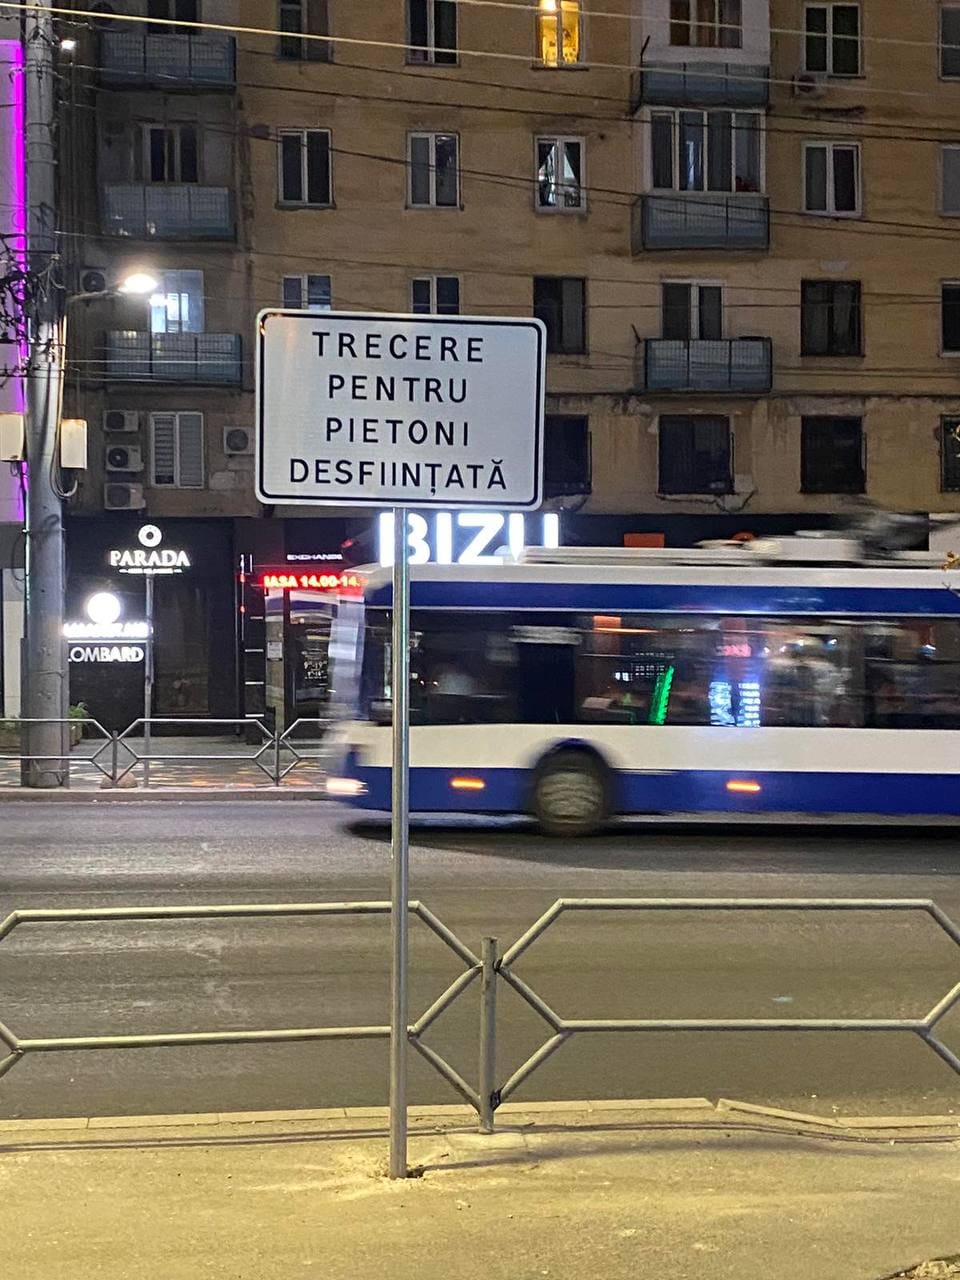 TRECERE
PENTRU
PIETONI
DESFIINȚATĂ
BIZU
PARADA
EXCHANGE
LOMBARD